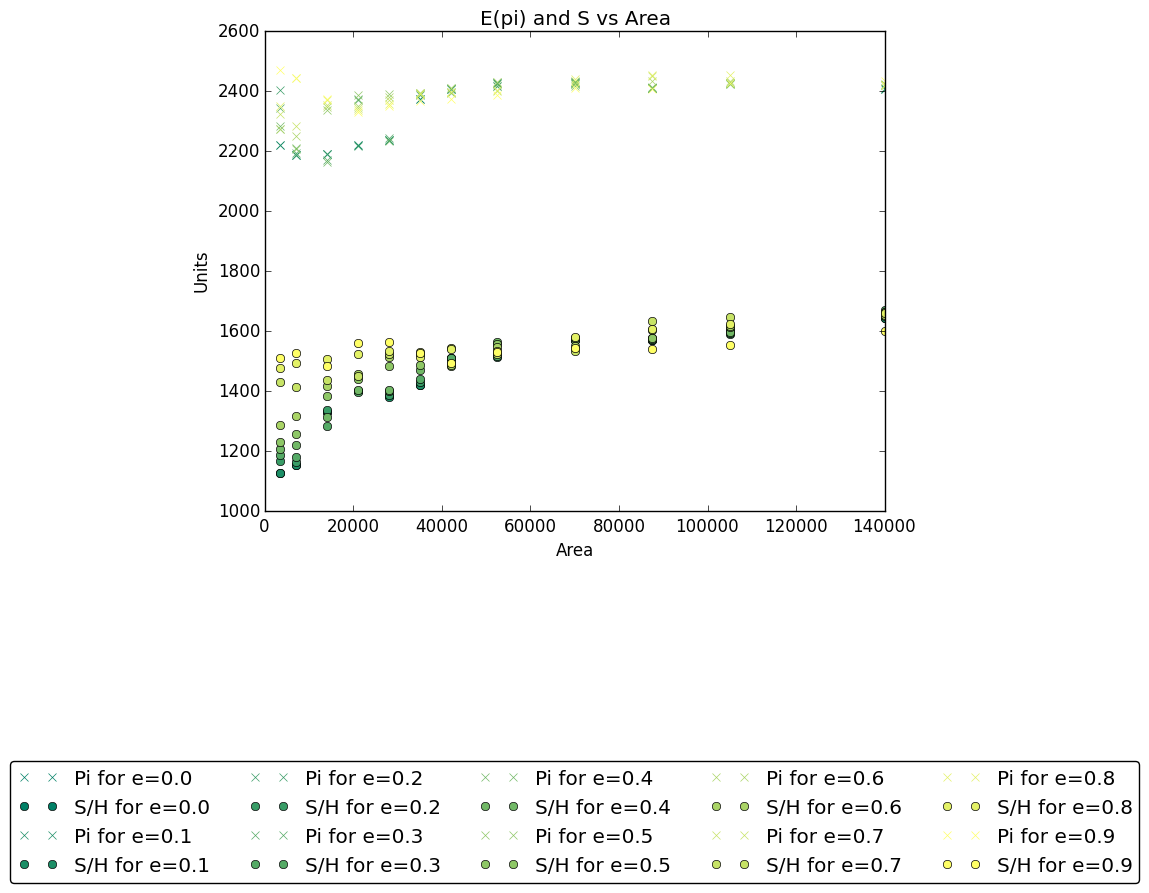 E(pi) and S vs Area
2600
2400
2200
2000
1800
1600
1400
1200
1000
Units
0 20000 40000 60000 80000 100000 120000 140000
Area
Pi for e=0.0 Pi for e=0.2 Pi for e=0.4 Pi for e=0.6 Pi for e=0.8
S/H for e=0.0 S/H for e=0.2 S/H for e=0.4 S/H for e=0.6 S/H for e=0.8
Pi for e=0.1 Pi for e=0.3 Pi for e=0.5 Pi for e=0.7 Pi for e=0.9
S/H for e=0.1 S/H for e=0.3 S/H for e=0.5 S/H for e=0.7 S/H for e=0.9